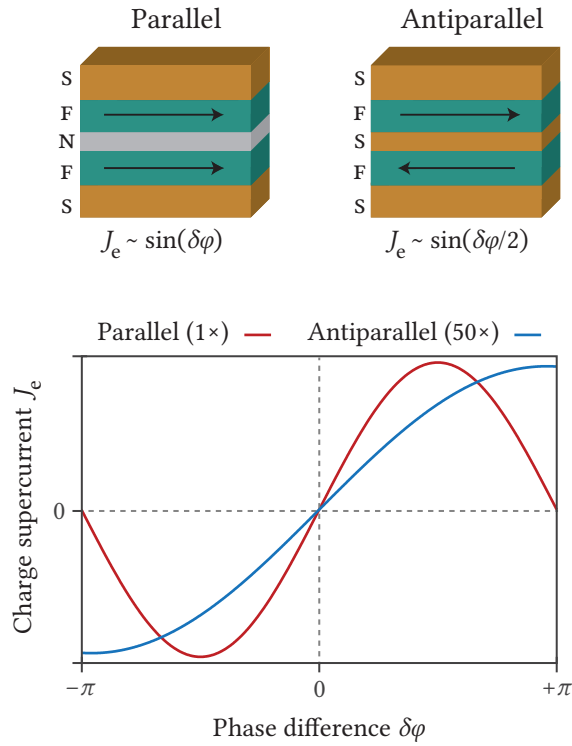 Parallel
Antiparallel
S
F
N
F
S
S
F
S
F
S
J_e ~ sin(δφ)
J_e ~ sin(δφ/2)
Parallel (1×)
Antiparallel (50×)
Charge supercurrent J_e
0
−π
0
+π
Phase difference δφ